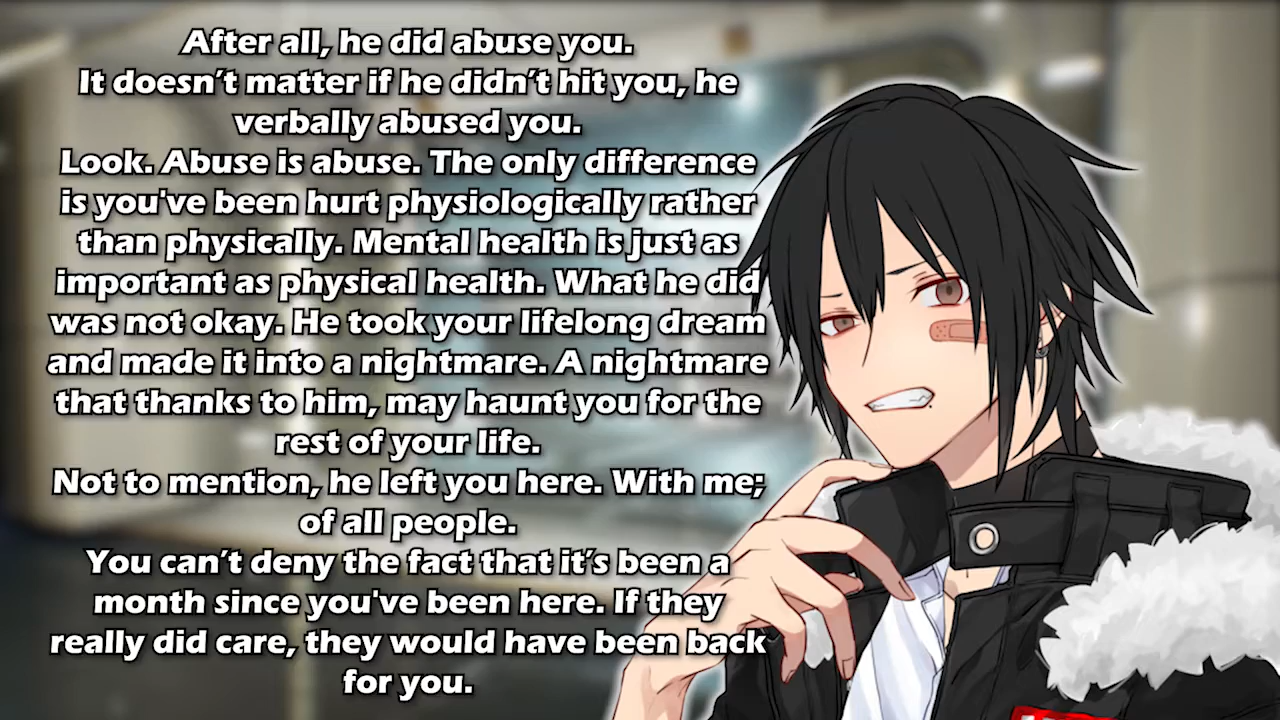 After all, he did abuse you.
It doesn’t matter if he didn’t hit you, he
verbally abused you.
Look. Abuse is abuse. The only difference
is you've been hurt physiologically rather
than physically. Mental health is just as
important as physical health. What he did
was not okay. He took your lifelong dream
and made it into a nightmare. A nightmare
that thanks to him, may haunt you for the
rest of your life.
Not to mention, he left you here. With me;
of all people.
You can’t deny the fact that it’s been a
month since you've been here. If they
really did care, they would have been back
for you.